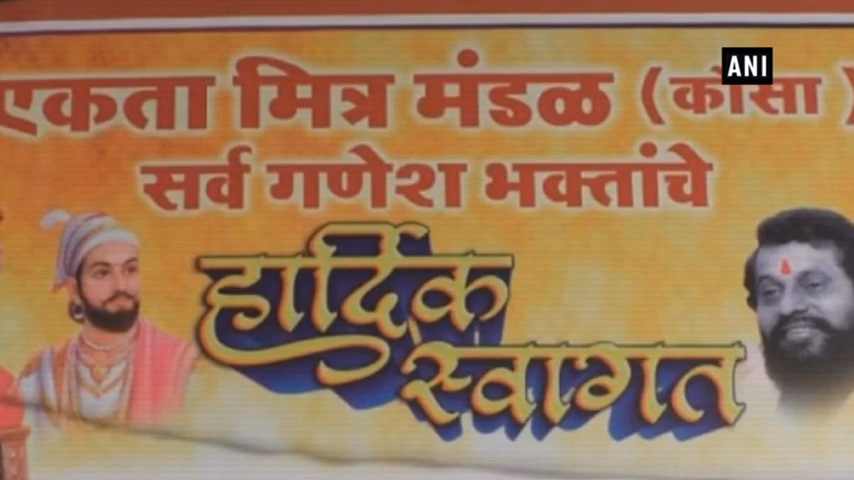 ANI
एकता मित्र मंडळ (कौसा)
सर्व गणेश भक्तांचे
हार्दिक
स्वागत